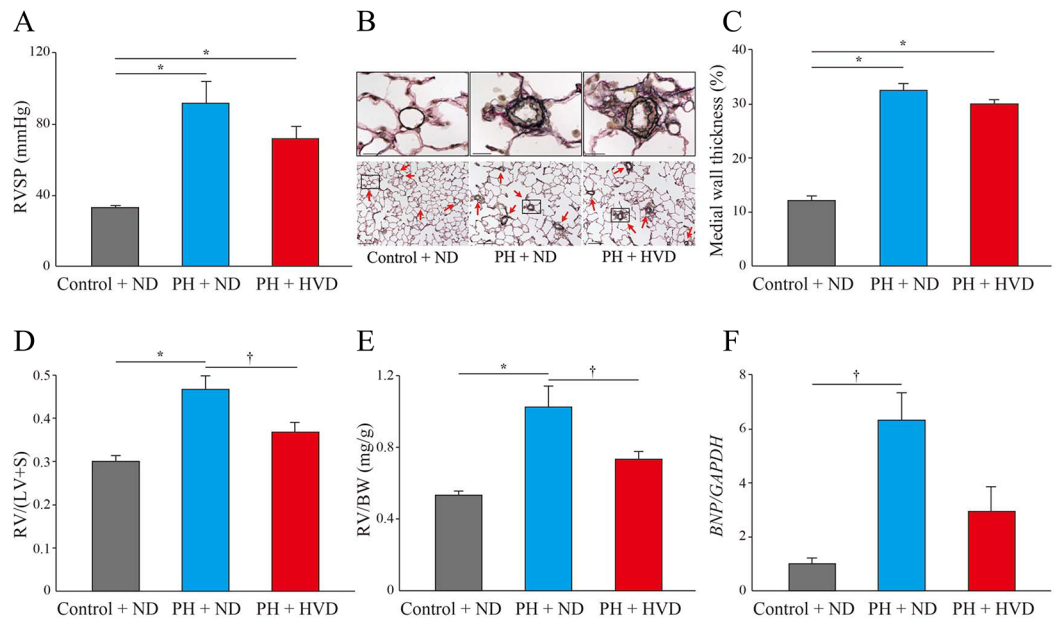 A
RVSP (mmHg)
120
80
40
0
*
*
Control + ND
PH + ND
PH + HVD
B
Control + ND
PH + ND
PH + HVD
C
Medial wall thickness (%)
40
30
20
10
0
*
*
Control + ND
PH + ND
PH + HVD
D
RV/(LV+S)
0.5
0.4
0.3
0.2
0.1
0
*
†
Control + ND
PH + ND
PH + HVD
E
RV/BW (mg/g)
1.2
0.8
0.4
0
*
†
Control + ND
PH + ND
PH + HVD
F
BNP/GAPDH
8
6
4
2
0
†
Control + ND
PH + ND
PH + HVD